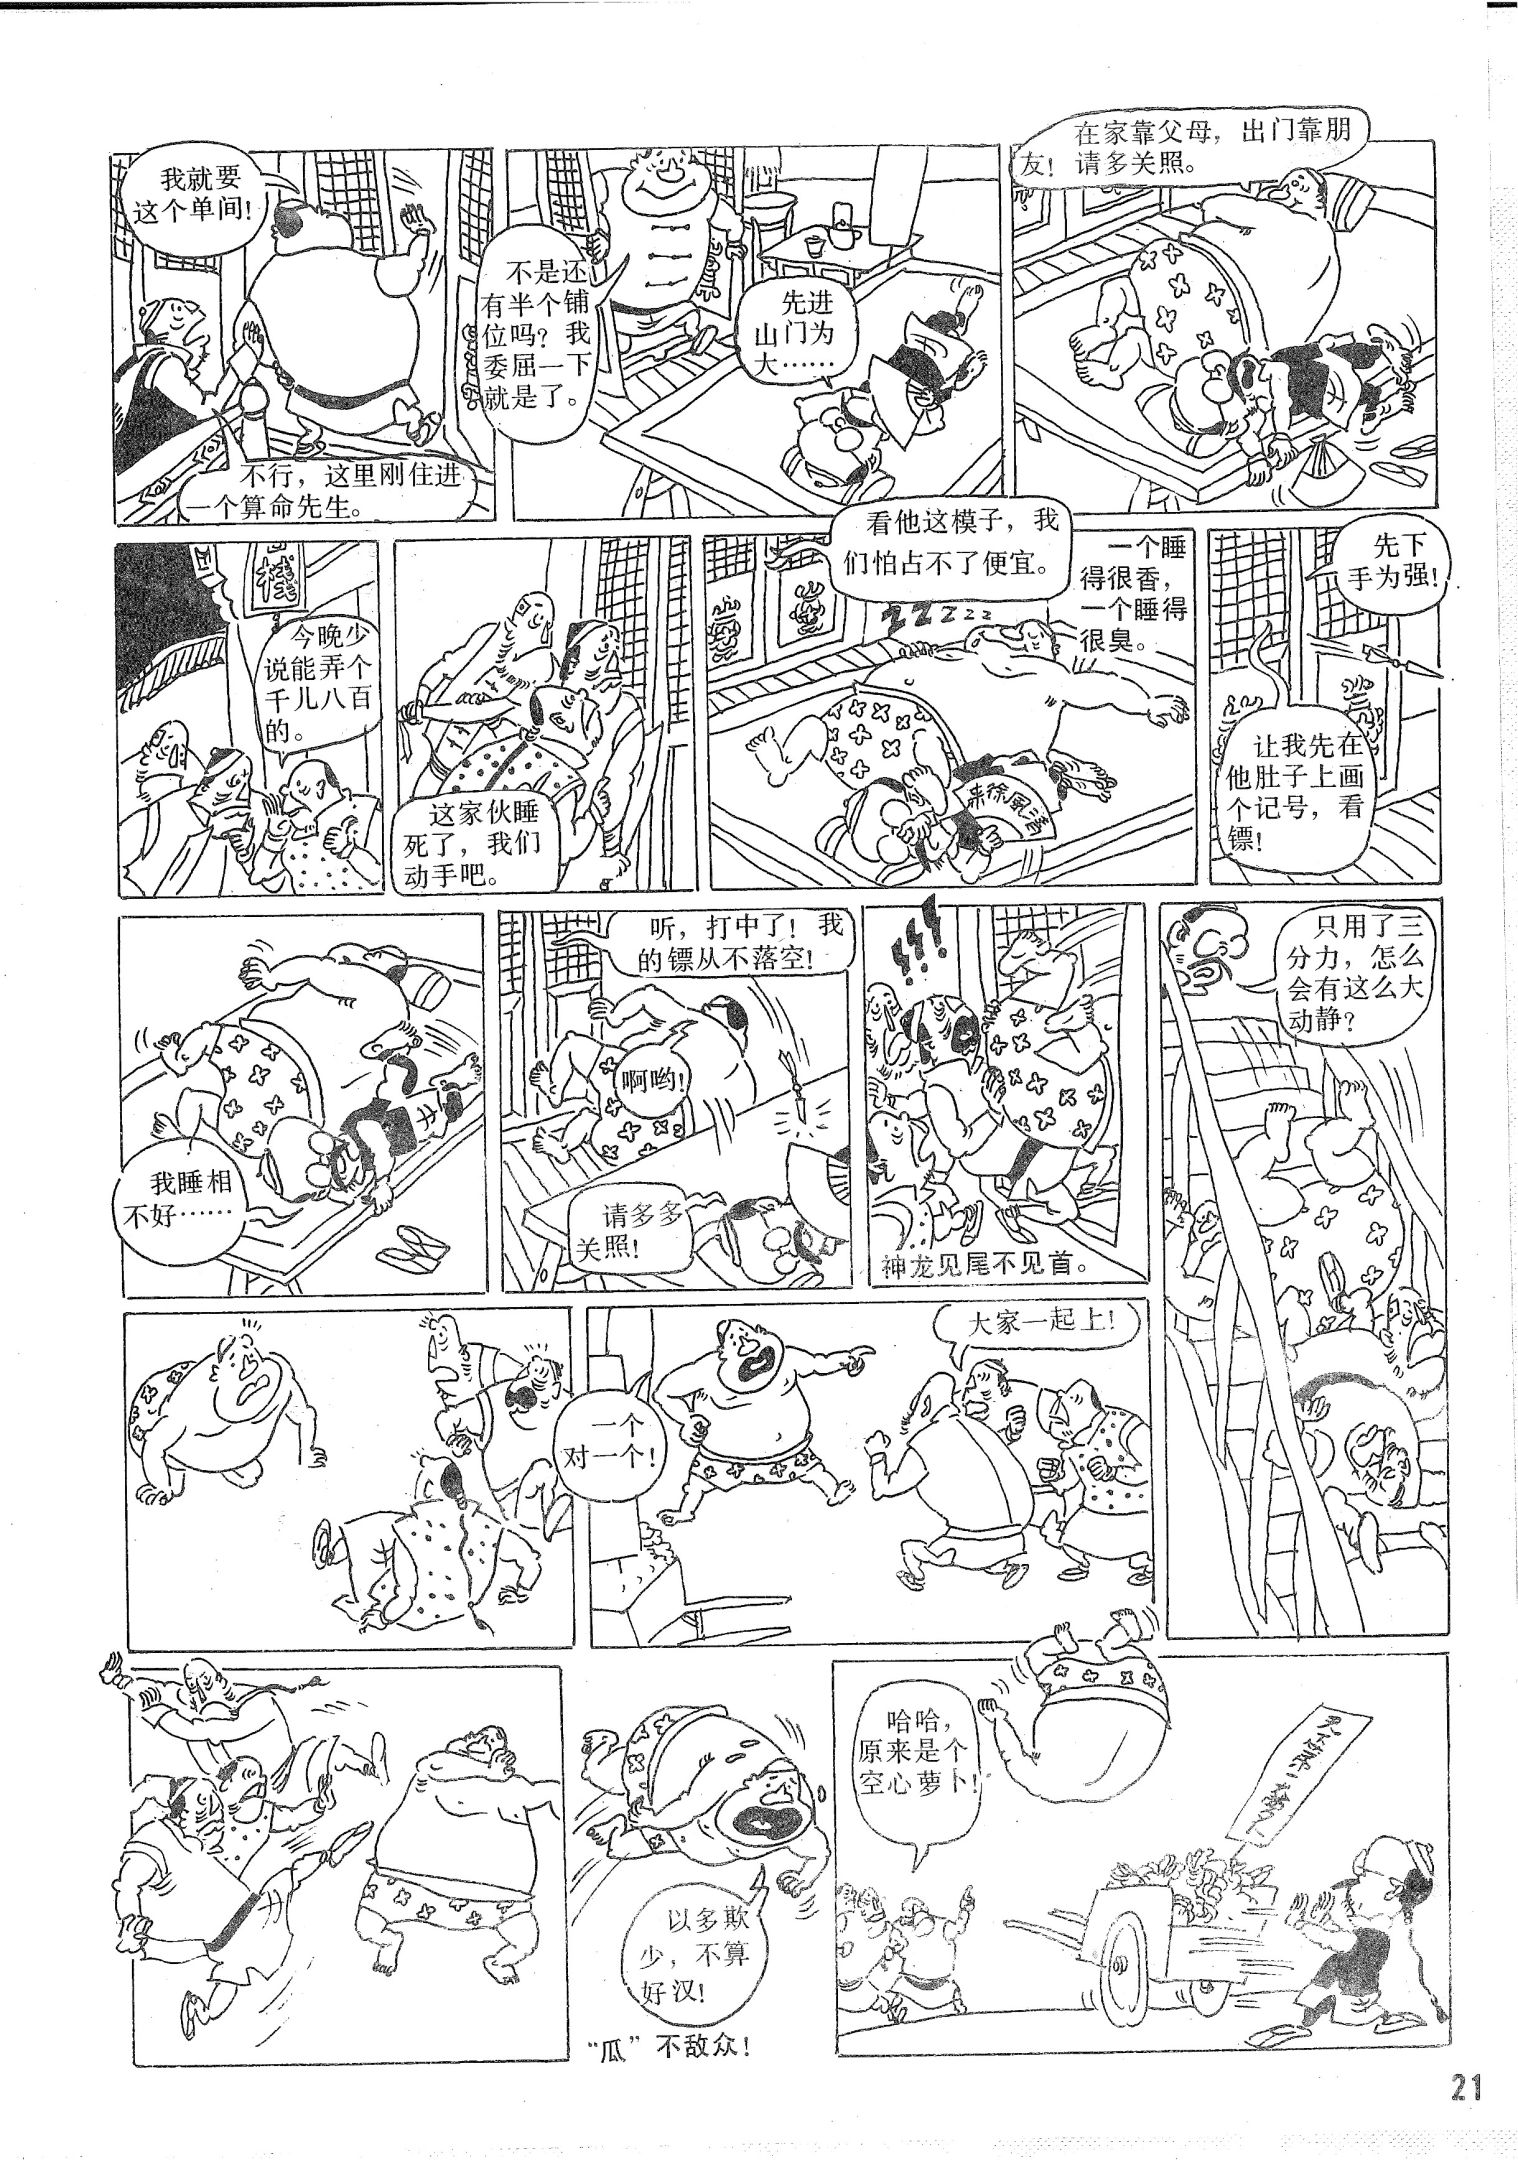 我就要
这个单间!
不行，这里刚住进
一个算命先生。
不是还
有半个铺
位吗？我
委屈一下
就是了。
先进
山门为
大……
在家靠父母，出门靠朋
友！请多关照。
栈
今晚少
说能弄个
千儿八百
的。
这家伙睡
死了，我们
动手吧。
看他这模子，我
们怕占不了便宜。
zzzzz
一个睡
得很香，
一个睡得
很臭。
来徐风清
先下
手为强!
让我先在
他肚子上画
个记号，看
镖!
我睡相
不好……
听，打中了！我
的镖从不落空!
啊哟!
请多多
关照!
神龙见尾不见首。
只用了三
分力，怎么
会有这么大
动静?
一个
对一个!
大家一起上!
以多欺
少，不算
好汉!
“瓜”不敌众!
哈哈，
原来是个
空心萝卜!
21